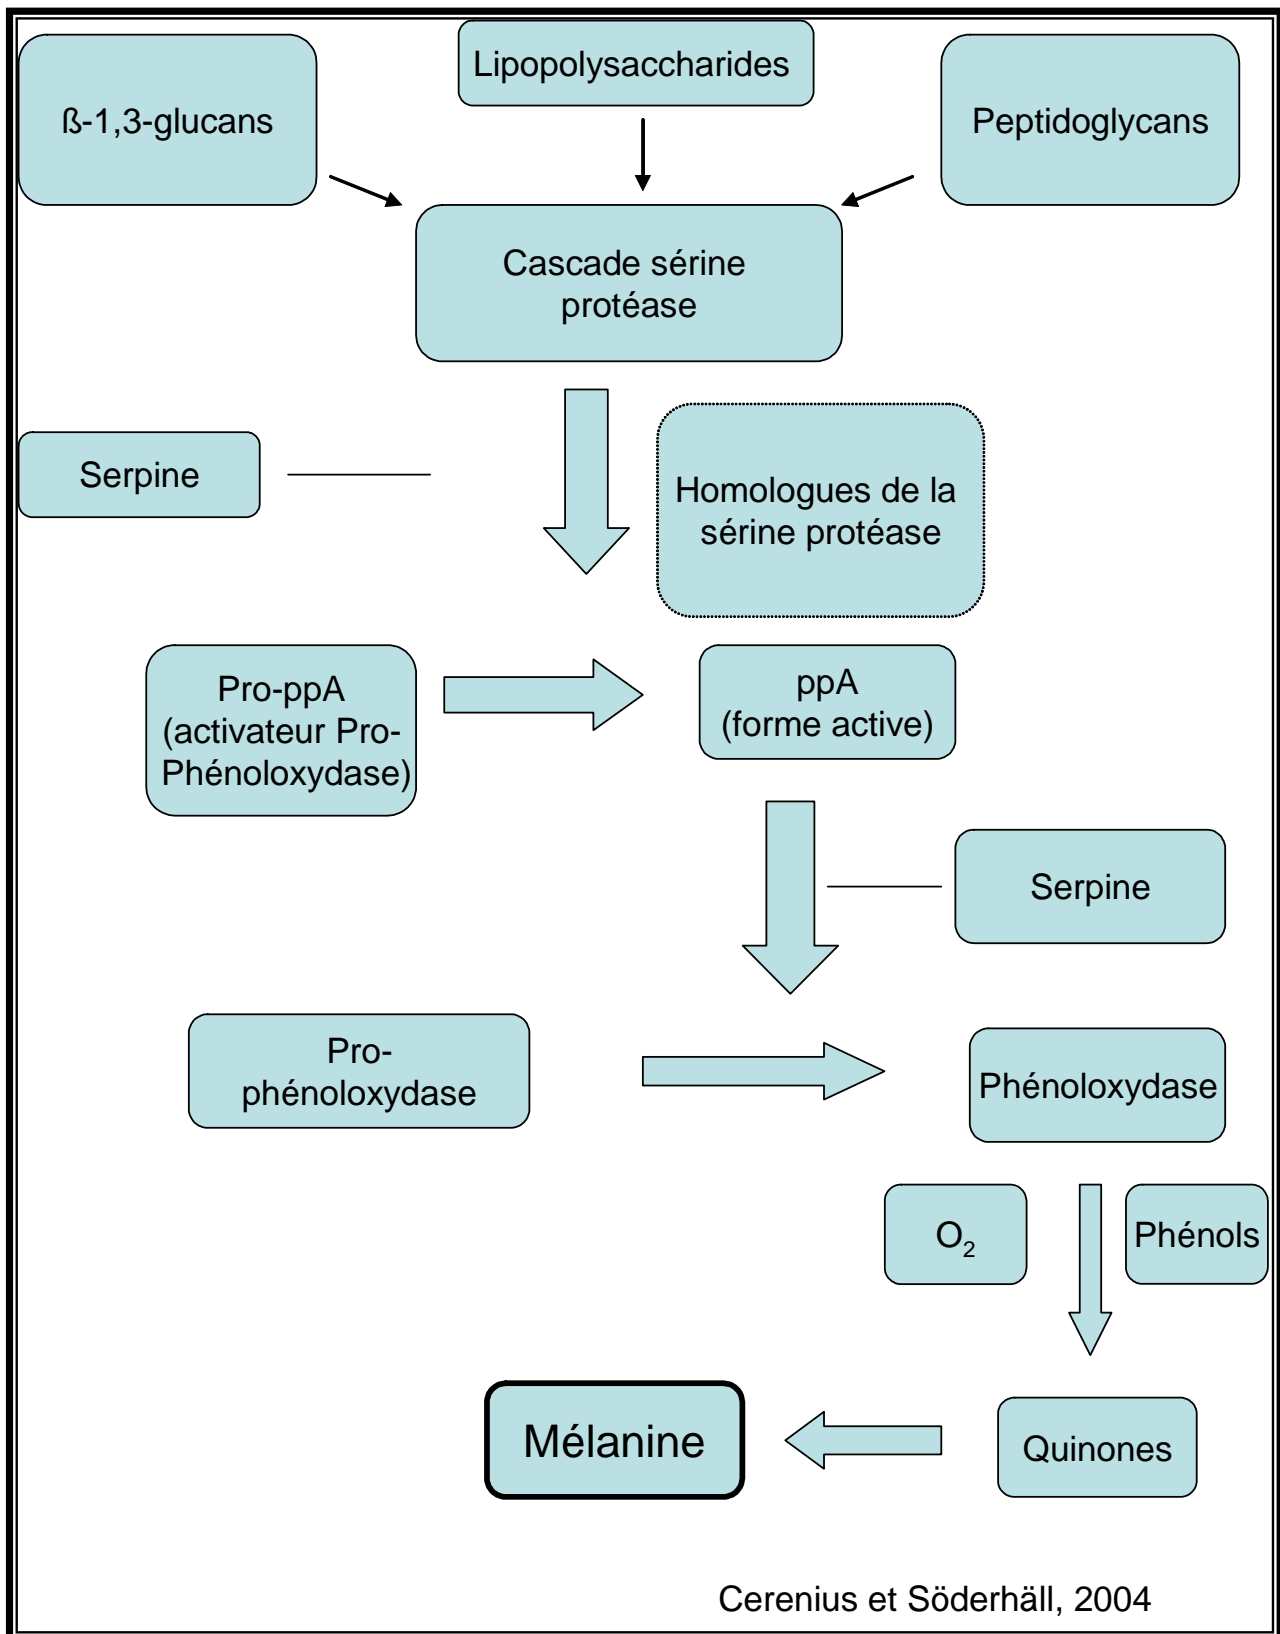 Lipopolysaccharides
ß-1,3-glucans
Peptidoglycans
Cascade sérine
protéase
Serpine
Homologues de la
sérine protéase
Pro-ppA
(activateur Pro-
Phénoloxydase)
ppA
(forme active)
Serpine
Pro-
phénoloxydase
Phénoloxydase
O₂
Phénols
Mélanine
Quinones
Cerenius et Söderhäll, 2004